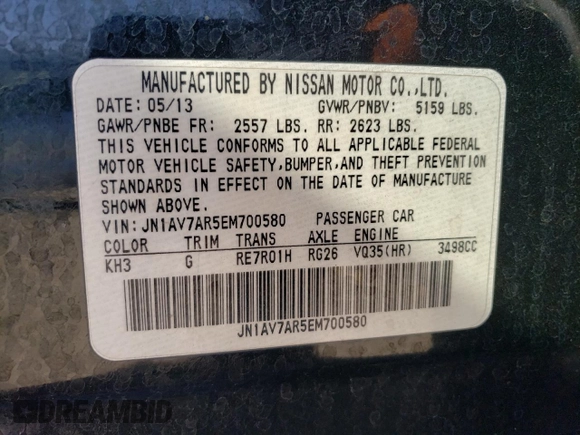 MANUFACTURED BY NISSAN MOTOR CO.,LTD.
DATE: 05/13 GVWR/PNBV: 5159 LBS.
GAWR/PNBE FR: 2557 LBS. RR: 2623 LBS.
THIS VEHICLE CONFORMS TO ALL APPLICABLE FEDERAL
MOTOR VEHICLE SAFETY,BUMPER,AND THEFT PREVENTION
STANDARDS IN EFFECT ON THE DATE OF MANUFACTURE
SHOWN ABOVE.
VIN: JN1AV7AR5EM700580 PASSENGER CAR
COLOR TRIM TRANS AXLE ENGINE
KH3 G RE7R01H RG26 VQ35(HR) 3498CC
JN1AV7AR5EM700580
DREAMBID